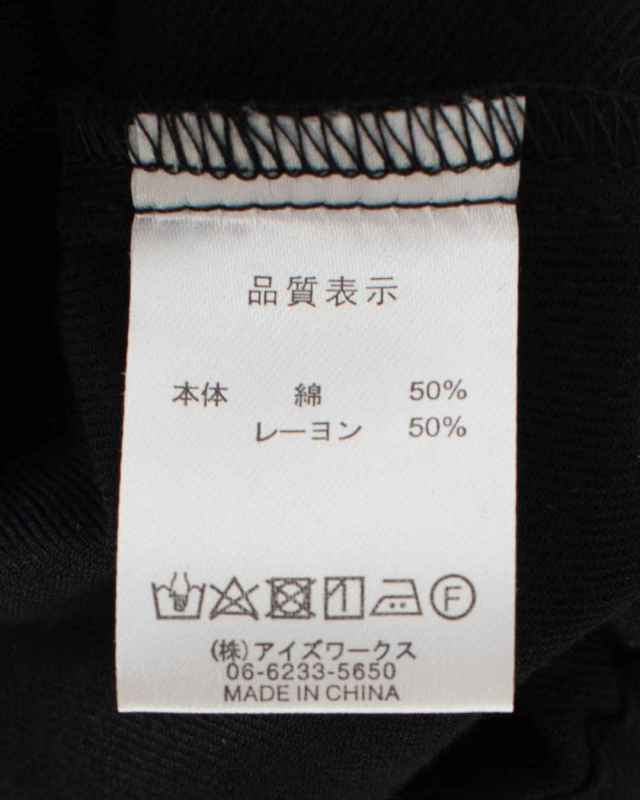 品質表示
本体 綿 50%
レーヨン 50%
F
(株)アイズワークス
06-6233-5650
MADE IN CHINA